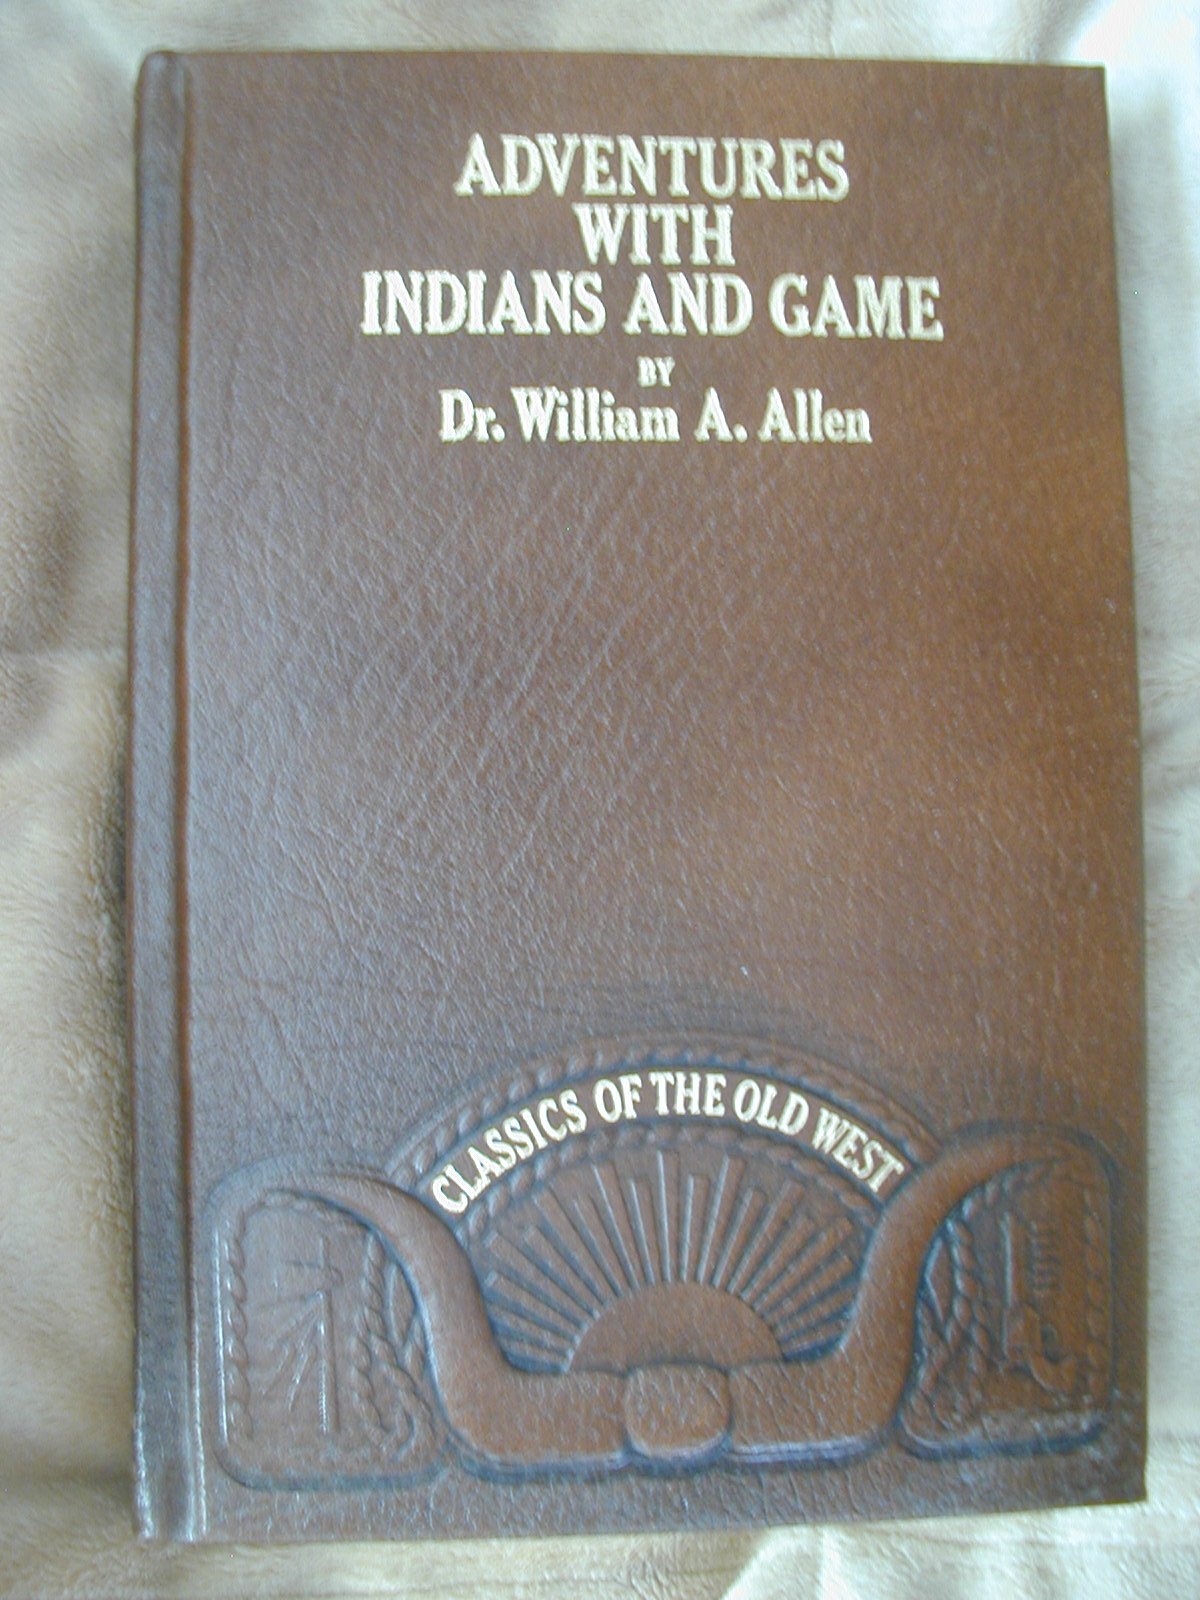 ADVENTURES
WITH
INDIANS AND GAME
BY
Dr. William A. Allen
CLASSICS OF THE OLD WEST